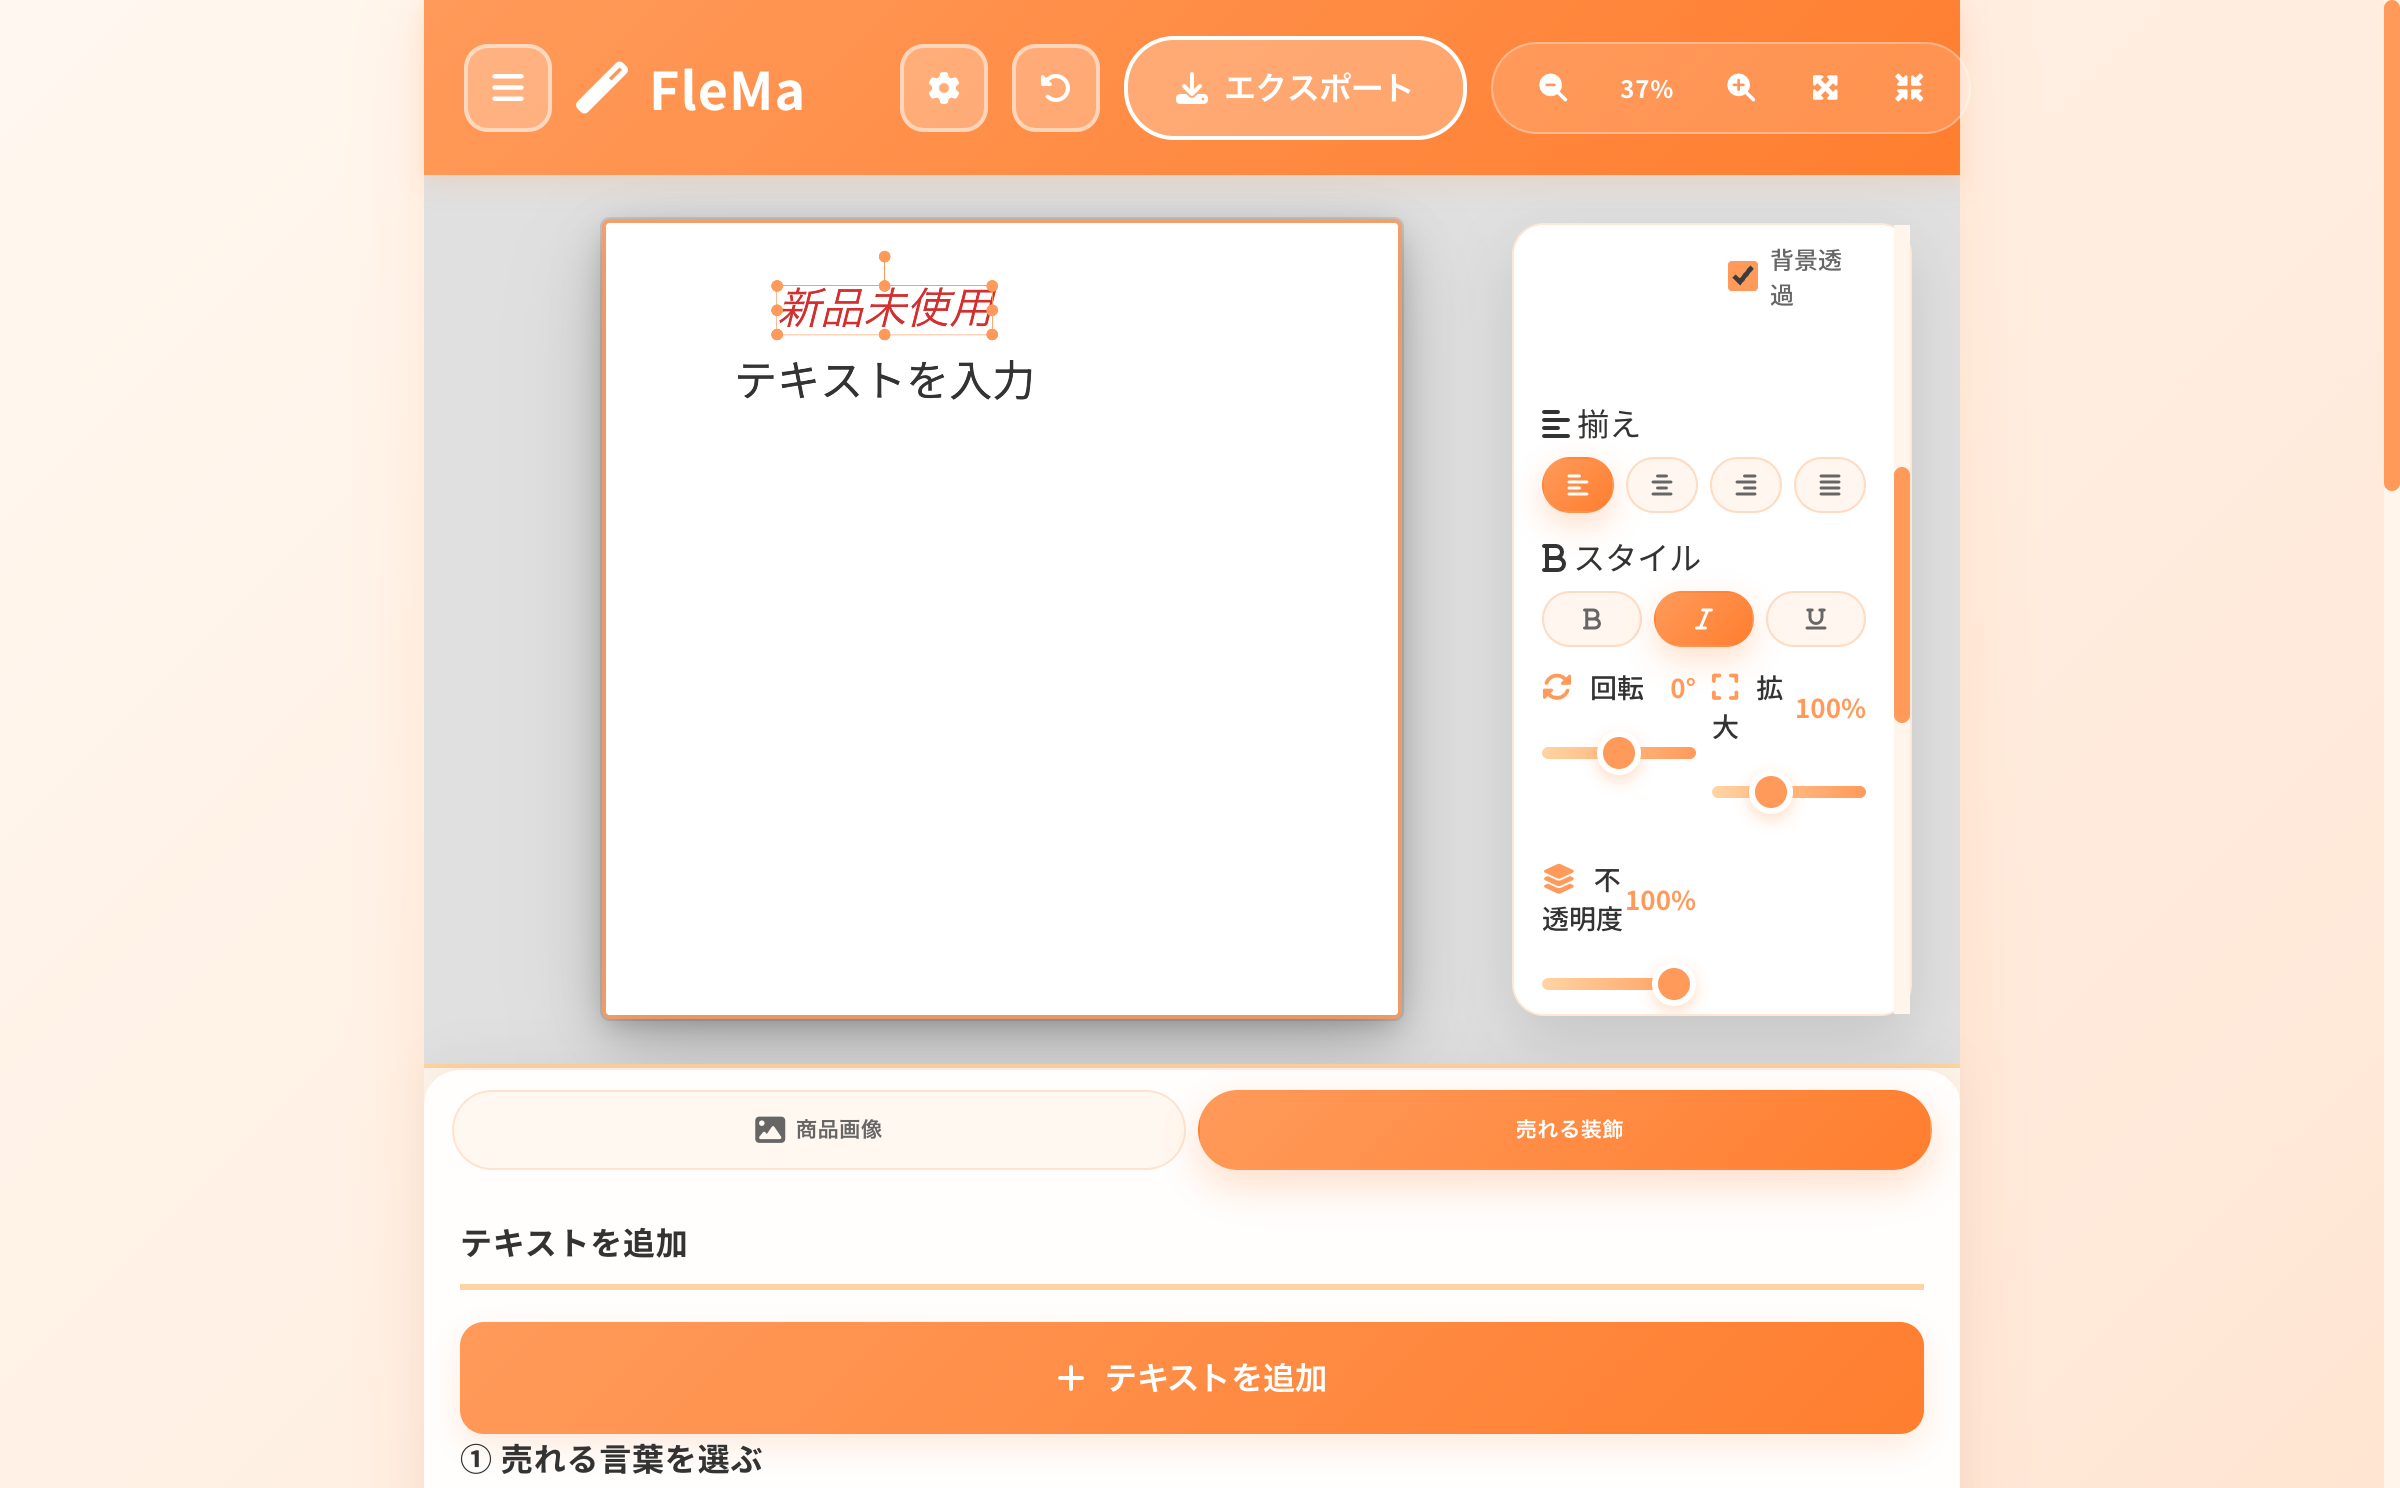 FleMa
エクスポート
37%
新品未使用
テキストを入力
背景透
過
揃え
スタイル
回転 0°
拡
大 100%
不
透明度 100%
商品画像
売れる装飾
テキストを追加
テキストを追加
① 売れる言葉を選ぶ